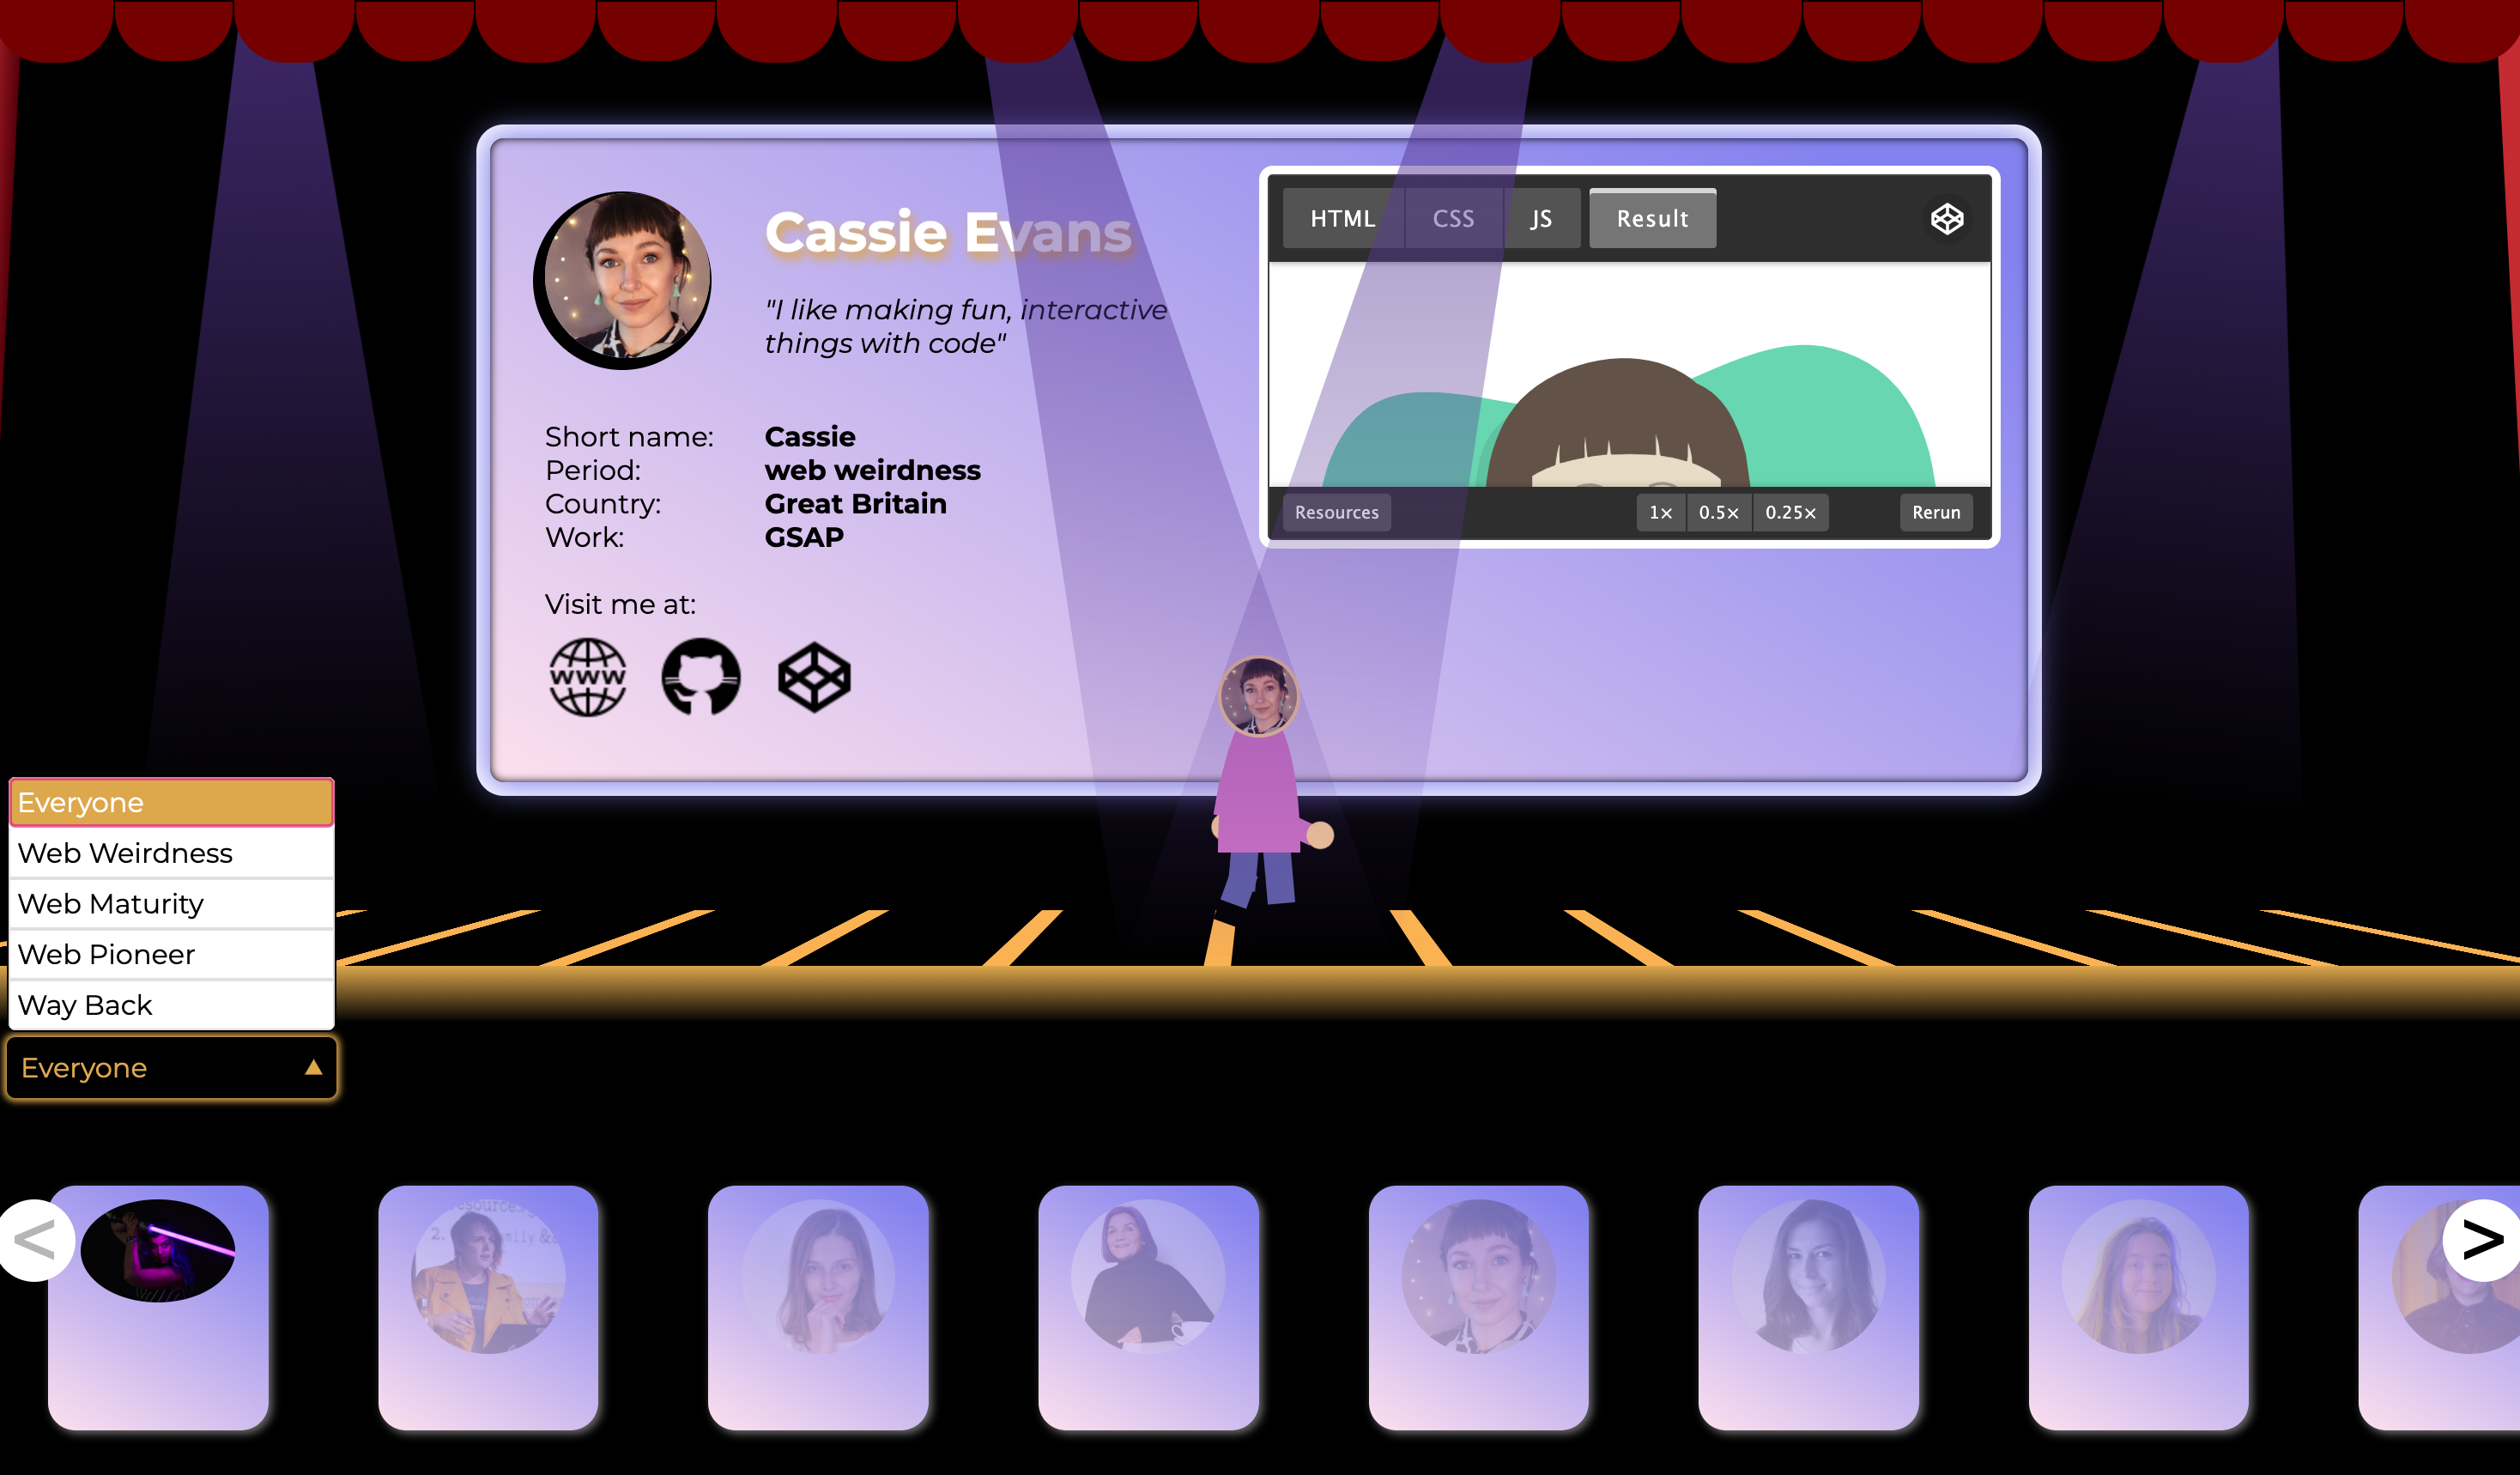 Cassie Evans
"I like making fun, interactive
things with code"
Short name: Cassie
Period: web weirdness
Country: Great Britain
Work: GSAP
Visit me at:
WWW
HTML CSS JS Result
Resources 1× 0.5× 0.25× Rerun
Everyone
Web Weirdness
Web Maturity
Web Pioneer
Way Back
Everyone ▲
< >
2.